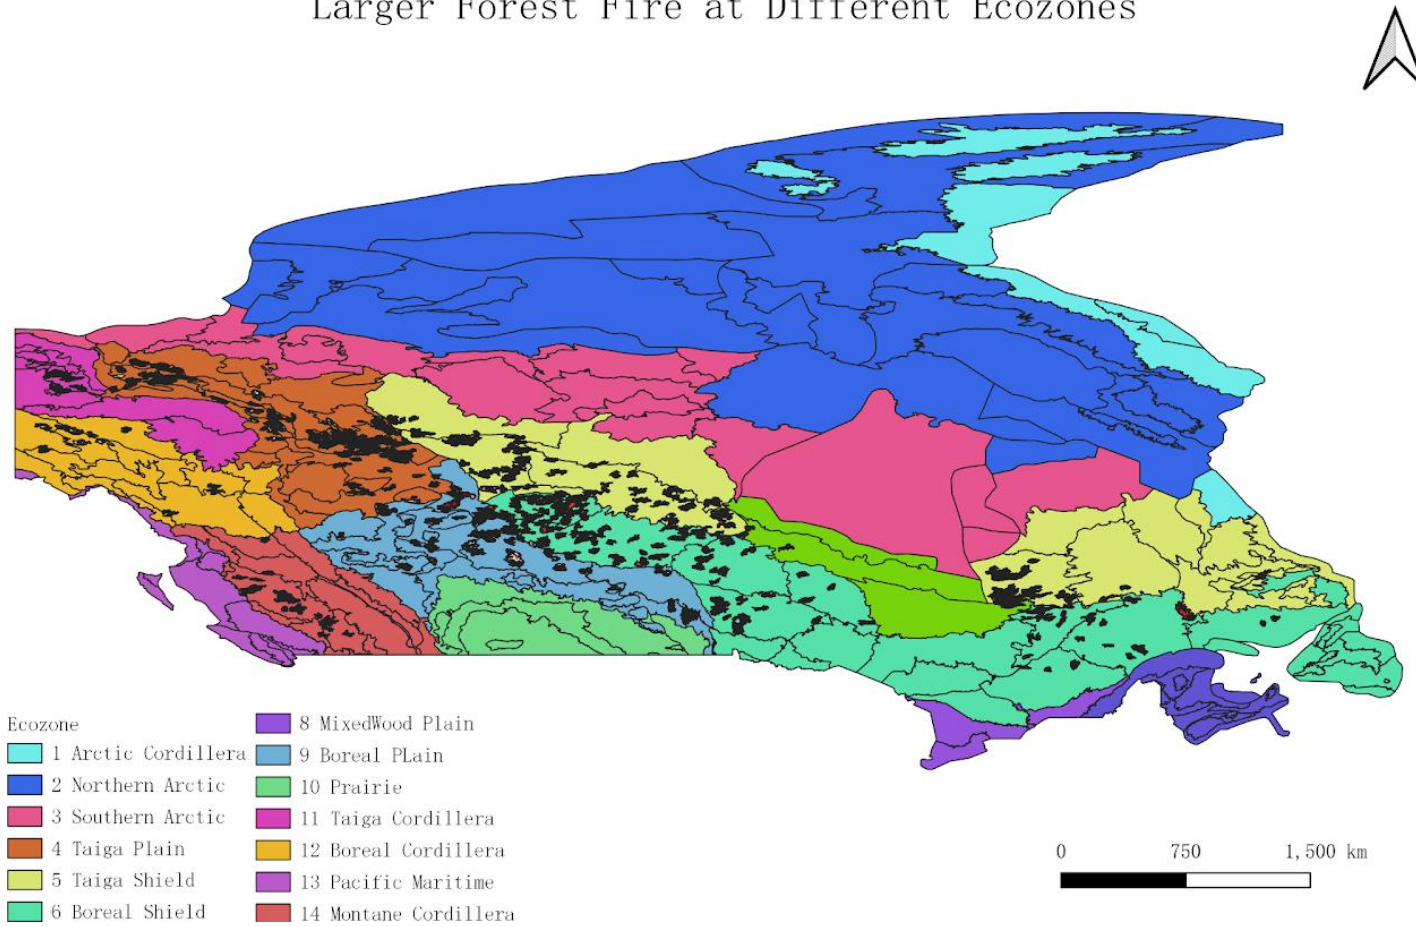 Larger Forest Fire at Different Ecozones
Ecozone
1 Arctic Cordillera
2 Northern Arctic
3 Southern Arctic
4 Taiga Plain
5 Taiga Shield
6 Boreal Shield
8 MixedWood Plain
9 Boreal PLain
10 Prairie
11 Taiga Cordillera
12 Boreal Cordillera
13 Pacific Maritime
14 Montane Cordillera
0 750 1,500 km